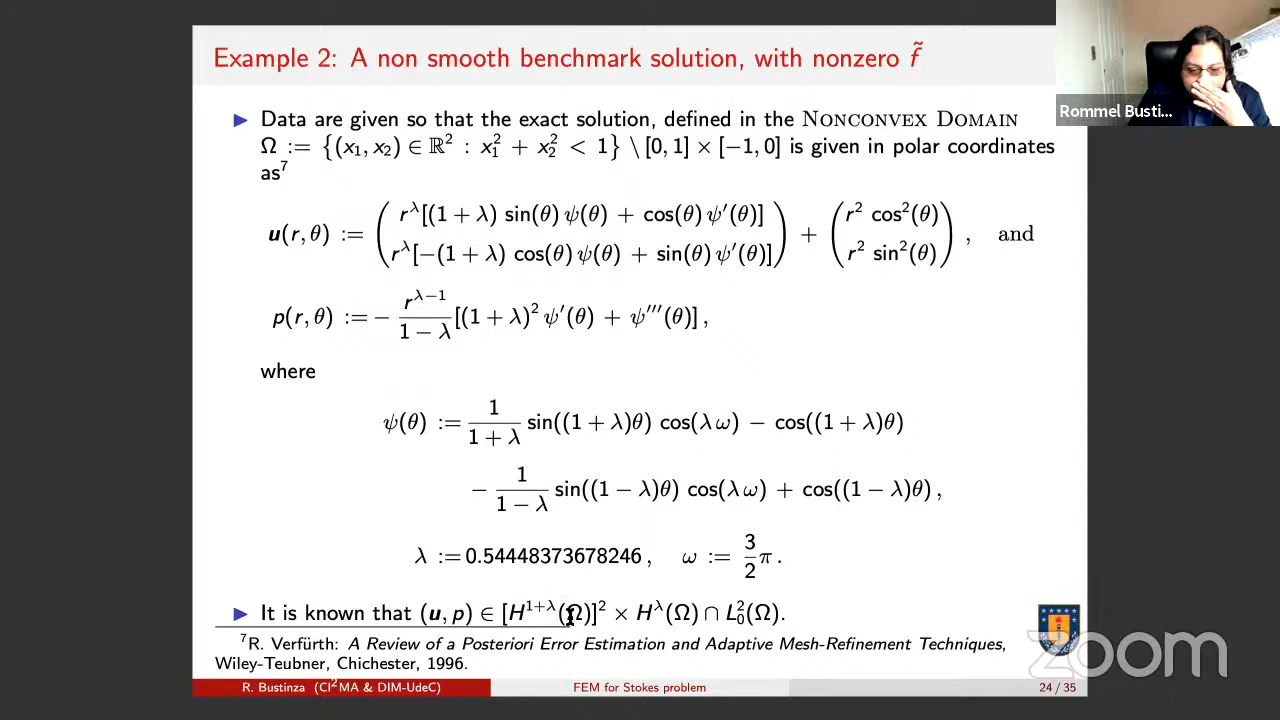 Example 2: A non smooth benchmark solution, with nonzero f̃
Rommel Busti...
▶ Data are given so that the exact solution, defined in the NONCONVEX DOMAIN
Ω := {(x₁, x₂) ∈ ℝ² : x₁² + x₂² < 1} \ [0, 1] × [−1, 0] is given in polar coordinates
as⁷
u(r, θ) := ( r^λ[(1 + λ) sin(θ) ψ(θ) + cos(θ) ψ′(θ)] r^λ[−(1 + λ) cos(θ) ψ(θ) + sin(θ) ψ′(θ)] ) + ( r² cos²(θ) r² sin²(θ) ) , and
p(r, θ) := − r^(λ−1) / (1 − λ) [(1 + λ)² ψ′(θ) + ψ′′′(θ)] ,
where
ψ(θ) := 1/(1 + λ) sin((1 + λ)θ) cos(λ ω) − cos((1 + λ)θ)
− 1/(1 − λ) sin((1 − λ)θ) cos(λ ω) + cos((1 − λ)θ) ,
λ := 0.54448373678246 , ω := 3/2 π .
▶ It is known that (u, p) ∈ [H^(1+λ)(Ω)]² × H^λ(Ω) ∩ L₀²(Ω).
⁷R. Verfürth: A Review of a Posteriori Error Estimation and Adaptive Mesh-Refinement Techniques,
Wiley-Teubner, Chichester, 1996.
zoom
R. Bustinza (CI²MA & DIM-UdeC) FEM for Stokes problem 24 / 35